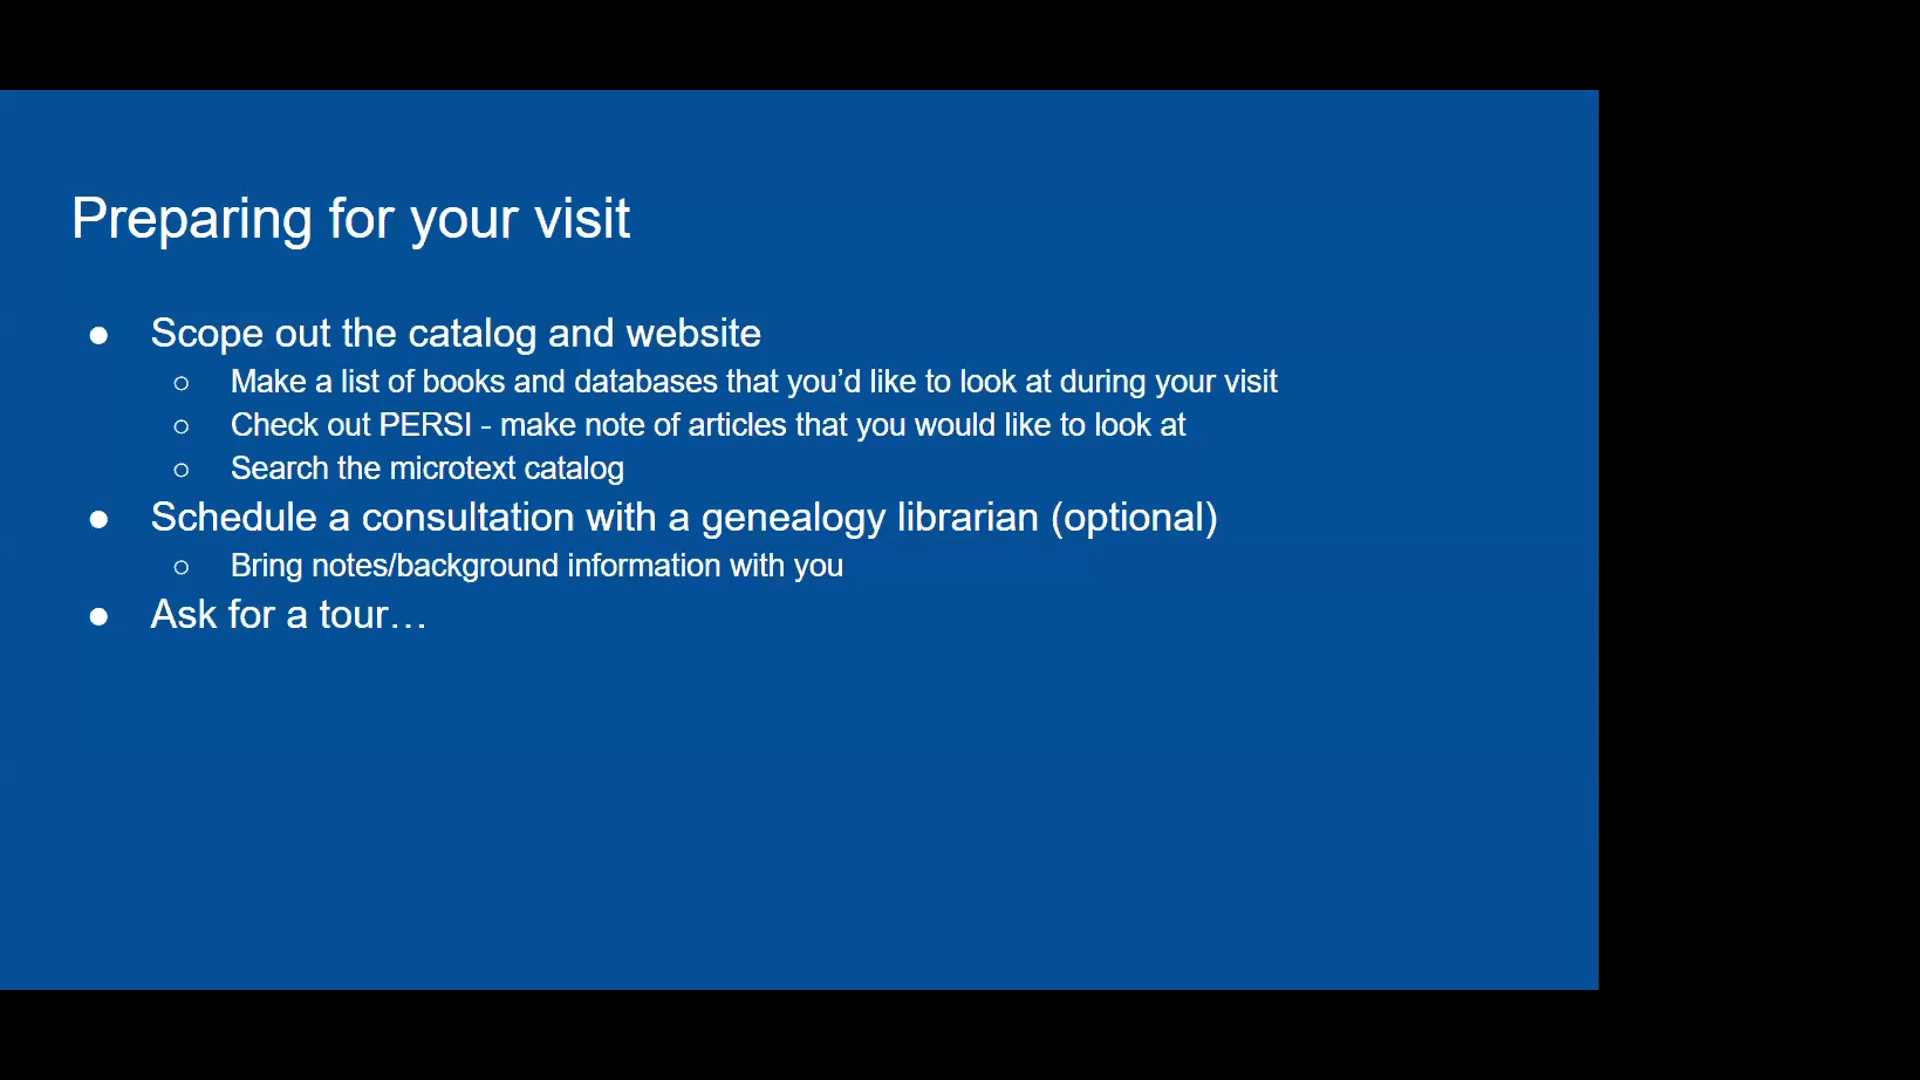 Preparing for your visit
● Scope out the catalog and website
○ Make a list of books and databases that you’d like to look at during your visit
○ Check out PERSI - make note of articles that you would like to look at
○ Search the microtext catalog
● Schedule a consultation with a genealogy librarian (optional)
○ Bring notes/background information with you
● Ask for a tour…